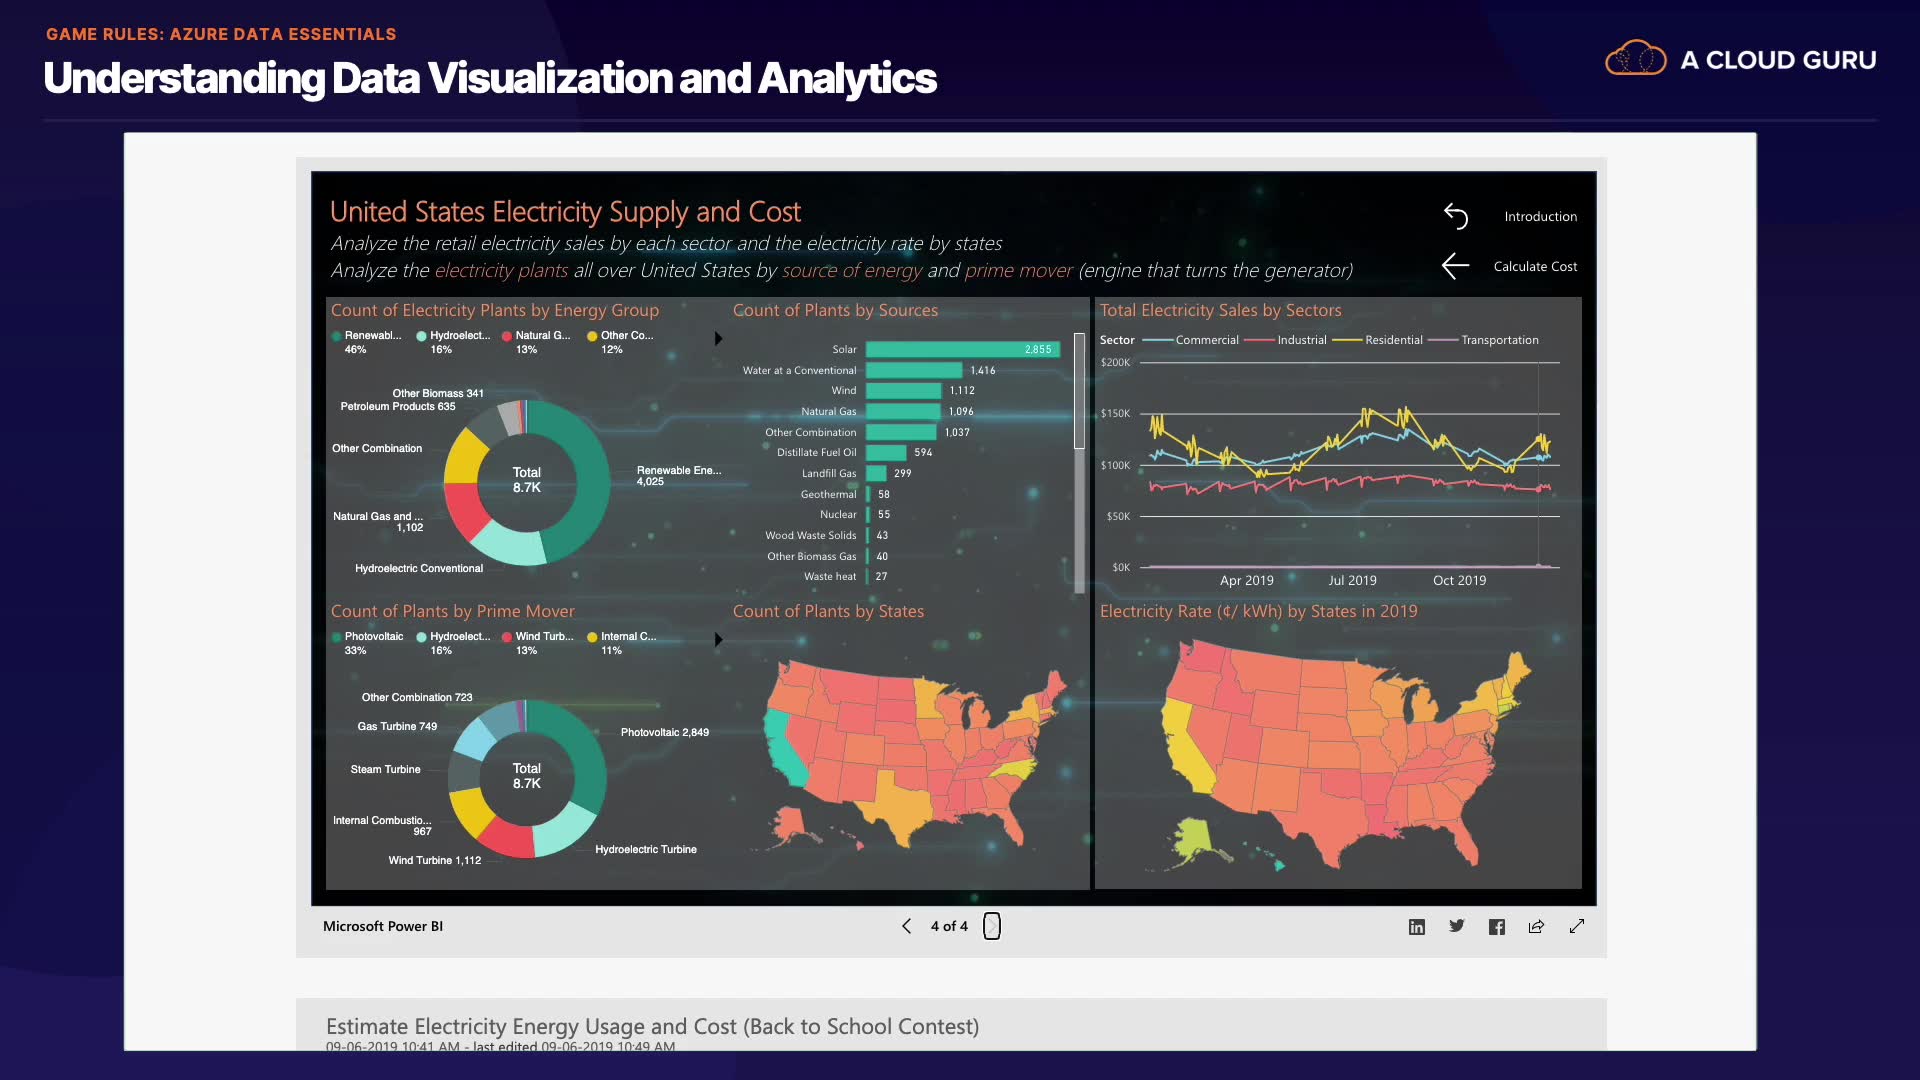 GAME RULES: AZURE DATA ESSENTIALS
Understanding Data Visualization and Analytics
A CLOUD GURU
United States Electricity Supply and Cost
Analyze the retail electricity sales by each sector and the electricity rate by states
Analyze the electricity plants all over United States by source of energy and prime mover (engine that turns the generator)
Introduction
Calculate Cost
Count of Electricity Plants by Energy Group
Renewabl... Hydroelect... Natural G... Other Co...
46% 16% 13% 12%
Other Biomass 341
Petroleum Products 635
Other Combination
Total
8.7K
Renewable Ene...
4,025
Natural Gas and ...
1,102
Hydroelectric Conventional
Count of Plants by Sources
Solar 2,855
Water at a Conventional 1,416
Wind 1,112
Natural Gas 1,096
Other Combination 1,037
Distillate Fuel Oil 594
Landfill Gas 299
Geothermal 58
Nuclear 55
Wood Waste Solids 43
Other Biomass Gas 40
Waste heat 27
Total Electricity Sales by Sectors
Sector Commercial Industrial Residential Transportation
$200K
$150K
$100K
$50K
$0K
Apr 2019 Jul 2019 Oct 2019
Count of Plants by Prime Mover
Photovoltaic Hydroelect... Wind Turb... Internal C...
33% 16% 13% 11%
Other Combination 723
Gas Turbine 749
Photovoltaic 2,849
Steam Turbine
Total
8.7K
Internal Combustio...
967
Hydroelectric Turbine
Wind Turbine 1,112
Count of Plants by States
Electricity Rate (¢/ kWh) by States in 2019
Microsoft Power BI
4 of 4
Estimate Electricity Energy Usage and Cost (Back to School Contest)
09-06-2019 10:41 AM - last edited 09-06-2019 10:49 AM